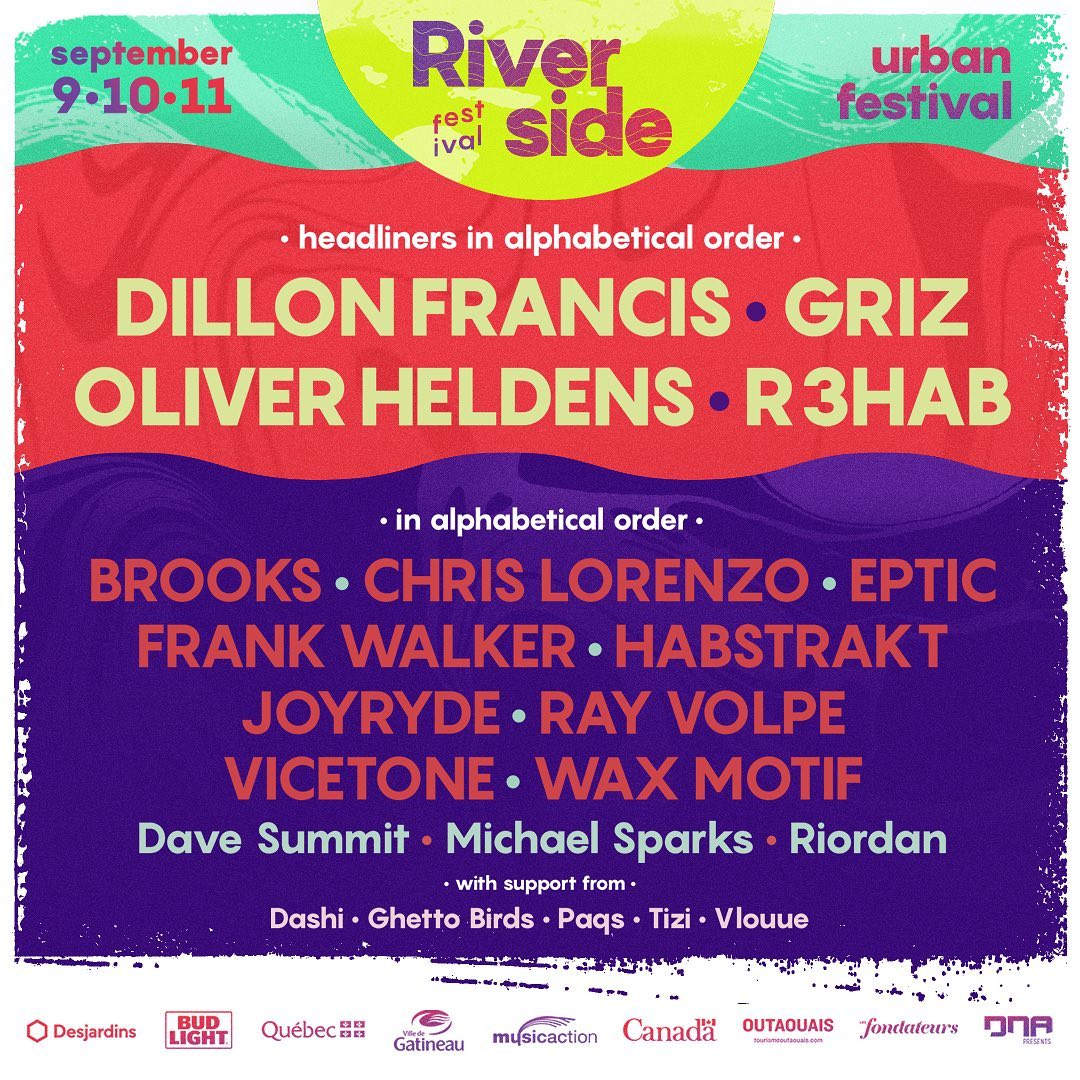 september
9•10•11
River
fest
ival
side
urban
festival
• headliners in alphabetical order •
DILLON FRANCIS • GRIZ
OLIVER HELDENS • R3HAB
• in alphabetical order •
BROOKS • CHRIS LORENZO • EPTIC
FRANK WALKER • HABSTRAKT
JOYRYDE • RAY VOLPE
VICETONE • WAX MOTIF
Dave Summit • Michael Sparks • Riordan
• with support from •
Dashi • Ghetto Birds • Paqs • Tizi • Vlouue
Desjardins
BUD
LIGHT
Québec
Ville de
Gatineau
musicaction
Canada
OUTAOUAIS
tourismeoutaouais.com
LES fondateurs
DNA
PRESENTS